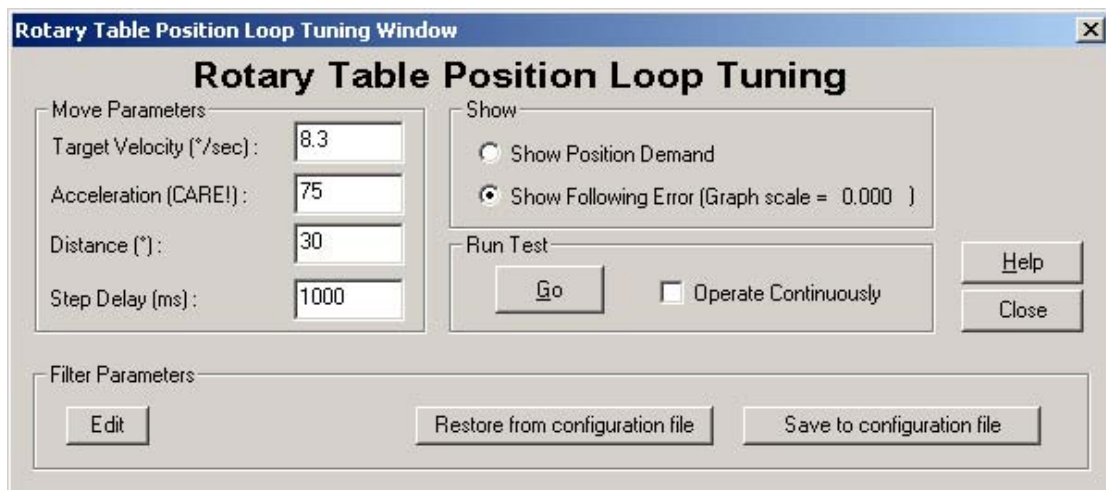 Rotary Table Position Loop Tuning Window
Rotary Table Position Loop Tuning
Move Parameters
Target Velocity (°/sec) : 8.3
Acceleration (CARE!) : 75
Distance (°) : 30
Step Delay (ms) : 1000
Show
Show Position Demand
Show Following Error (Graph scale = 0.000 )
Run Test
Go
Operate Continuously
Help
Close
Filter Parameters
Edit
Restore from configuration file
Save to configuration file